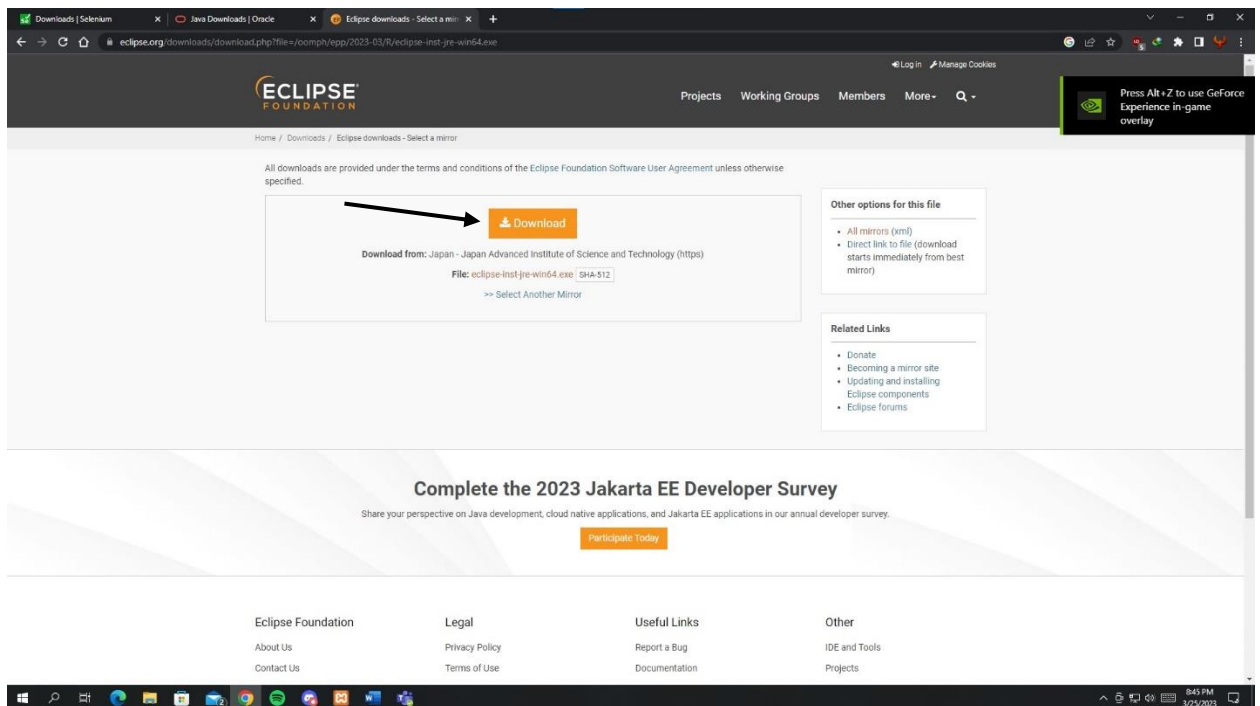 Downloads | Selenium
Java Downloads | Oracle
Eclipse downloads - Select a mir
eclipse.org/downloads/download.php?file=/oomph/epp/2023-03/R/eclipse-inst-jre-win64.exe
Log in Manage Cookies
ECLIPSE
FOUNDATION
Projects Working Groups Members More
Press Alt+Z to use GeForce
Experience in-game
overlay
Home / Downloads / Eclipse downloads - Select a mirror
All downloads are provided under the terms and conditions of the Eclipse Foundation Software User Agreement unless otherwise
specified.
Download
Download from: Japan - Japan Advanced Institute of Science and Technology (https)
File: eclipse-inst-jre-win64.exe SHA-512
>> Select Another Mirror
Other options for this file
All mirrors (xml)
Direct link to file (download
starts immediately from best
mirror)
Related Links
Donate
Becoming a mirror site
Updating and installing
Eclipse components
Eclipse forums
Complete the 2023 Jakarta EE Developer Survey
Share your perspective on Java development, cloud native applications, and Jakarta EE applications in our annual developer survey.
Participate Today
Eclipse Foundation Legal Useful Links Other
About Us Privacy Policy Report a Bug IDE and Tools
Contact Us Terms of Use Documentation Projects
8:45 PM
3/25/2023